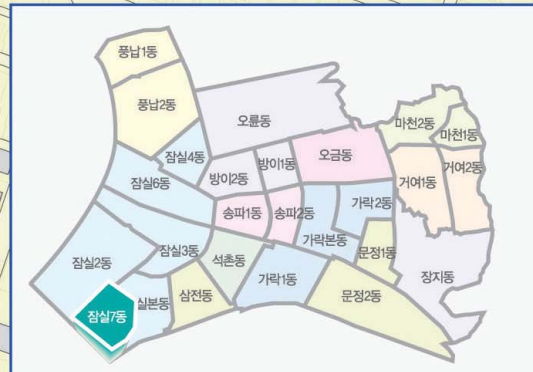 풍납1동
풍납2동
오륜동
마천2동
마천1동
잠실4동
방이2동
방이1동
오금동
잠실6동
거여1동
거여2동
송파1동
송파2동
가락2동
가락본동
잠실3동
석촌동
문정1동
잠실2동
가락1동
장지동
삼전동
실본동
문정2동
잠실7동